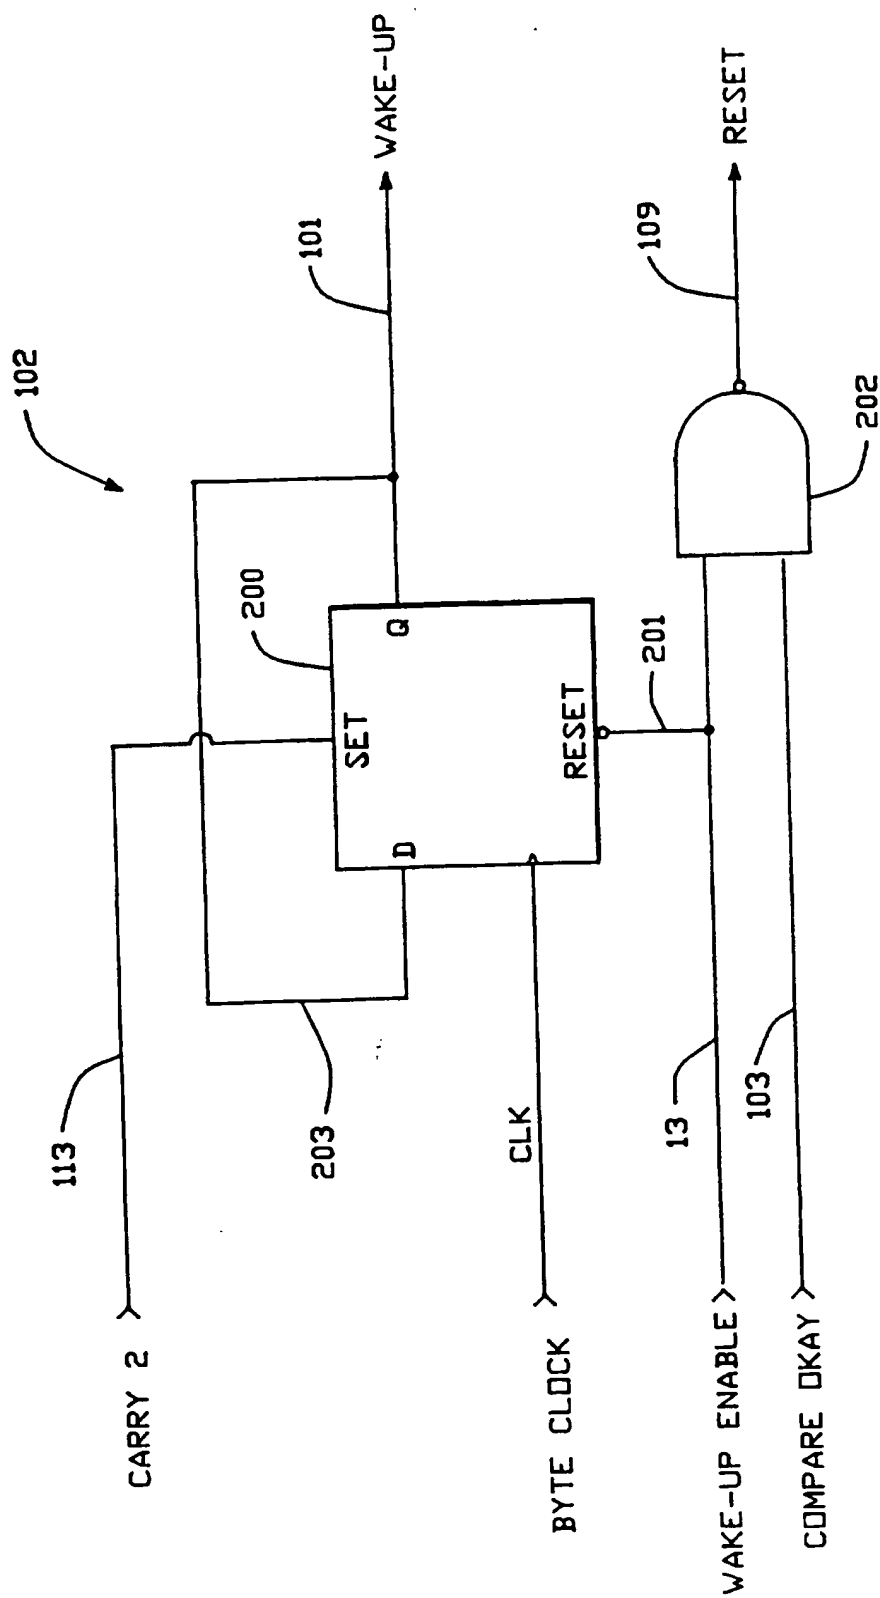 102
113
CARRY 2
203
200
SET
D
Q
101
WAKE-UP
BYTE CLOCK
CLK
RESET
201
WAKE-UP ENABLE
13
COMPARE OKAY
103
202
109
RESET